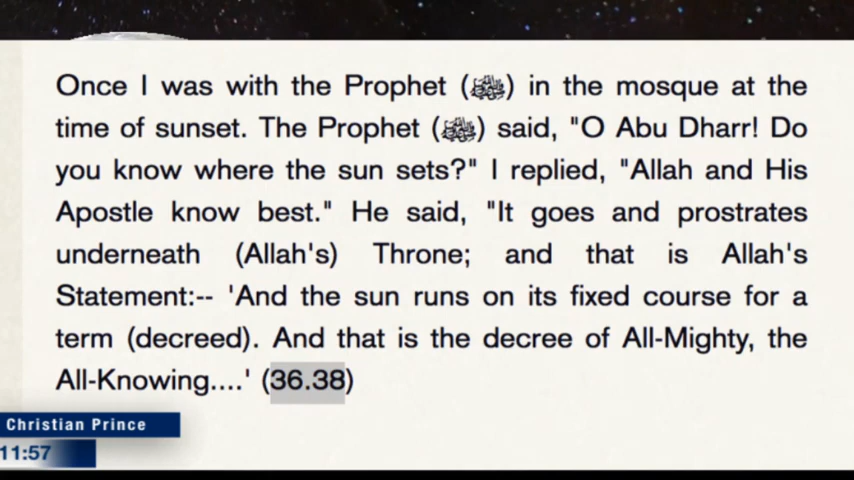 Once I was with the Prophet (ﷺ) in the mosque at the
time of sunset. The Prophet (ﷺ) said, "O Abu Dharr! Do
you know where the sun sets?" I replied, "Allah and His
Apostle know best." He said, "It goes and prostrates
underneath (Allah's) Throne; and that is Allah's
Statement:-- 'And the sun runs on its fixed course for a
term (decreed). And that is the decree of All-Mighty, the
All-Knowing....' (36.38)
Christian Prince
11:57